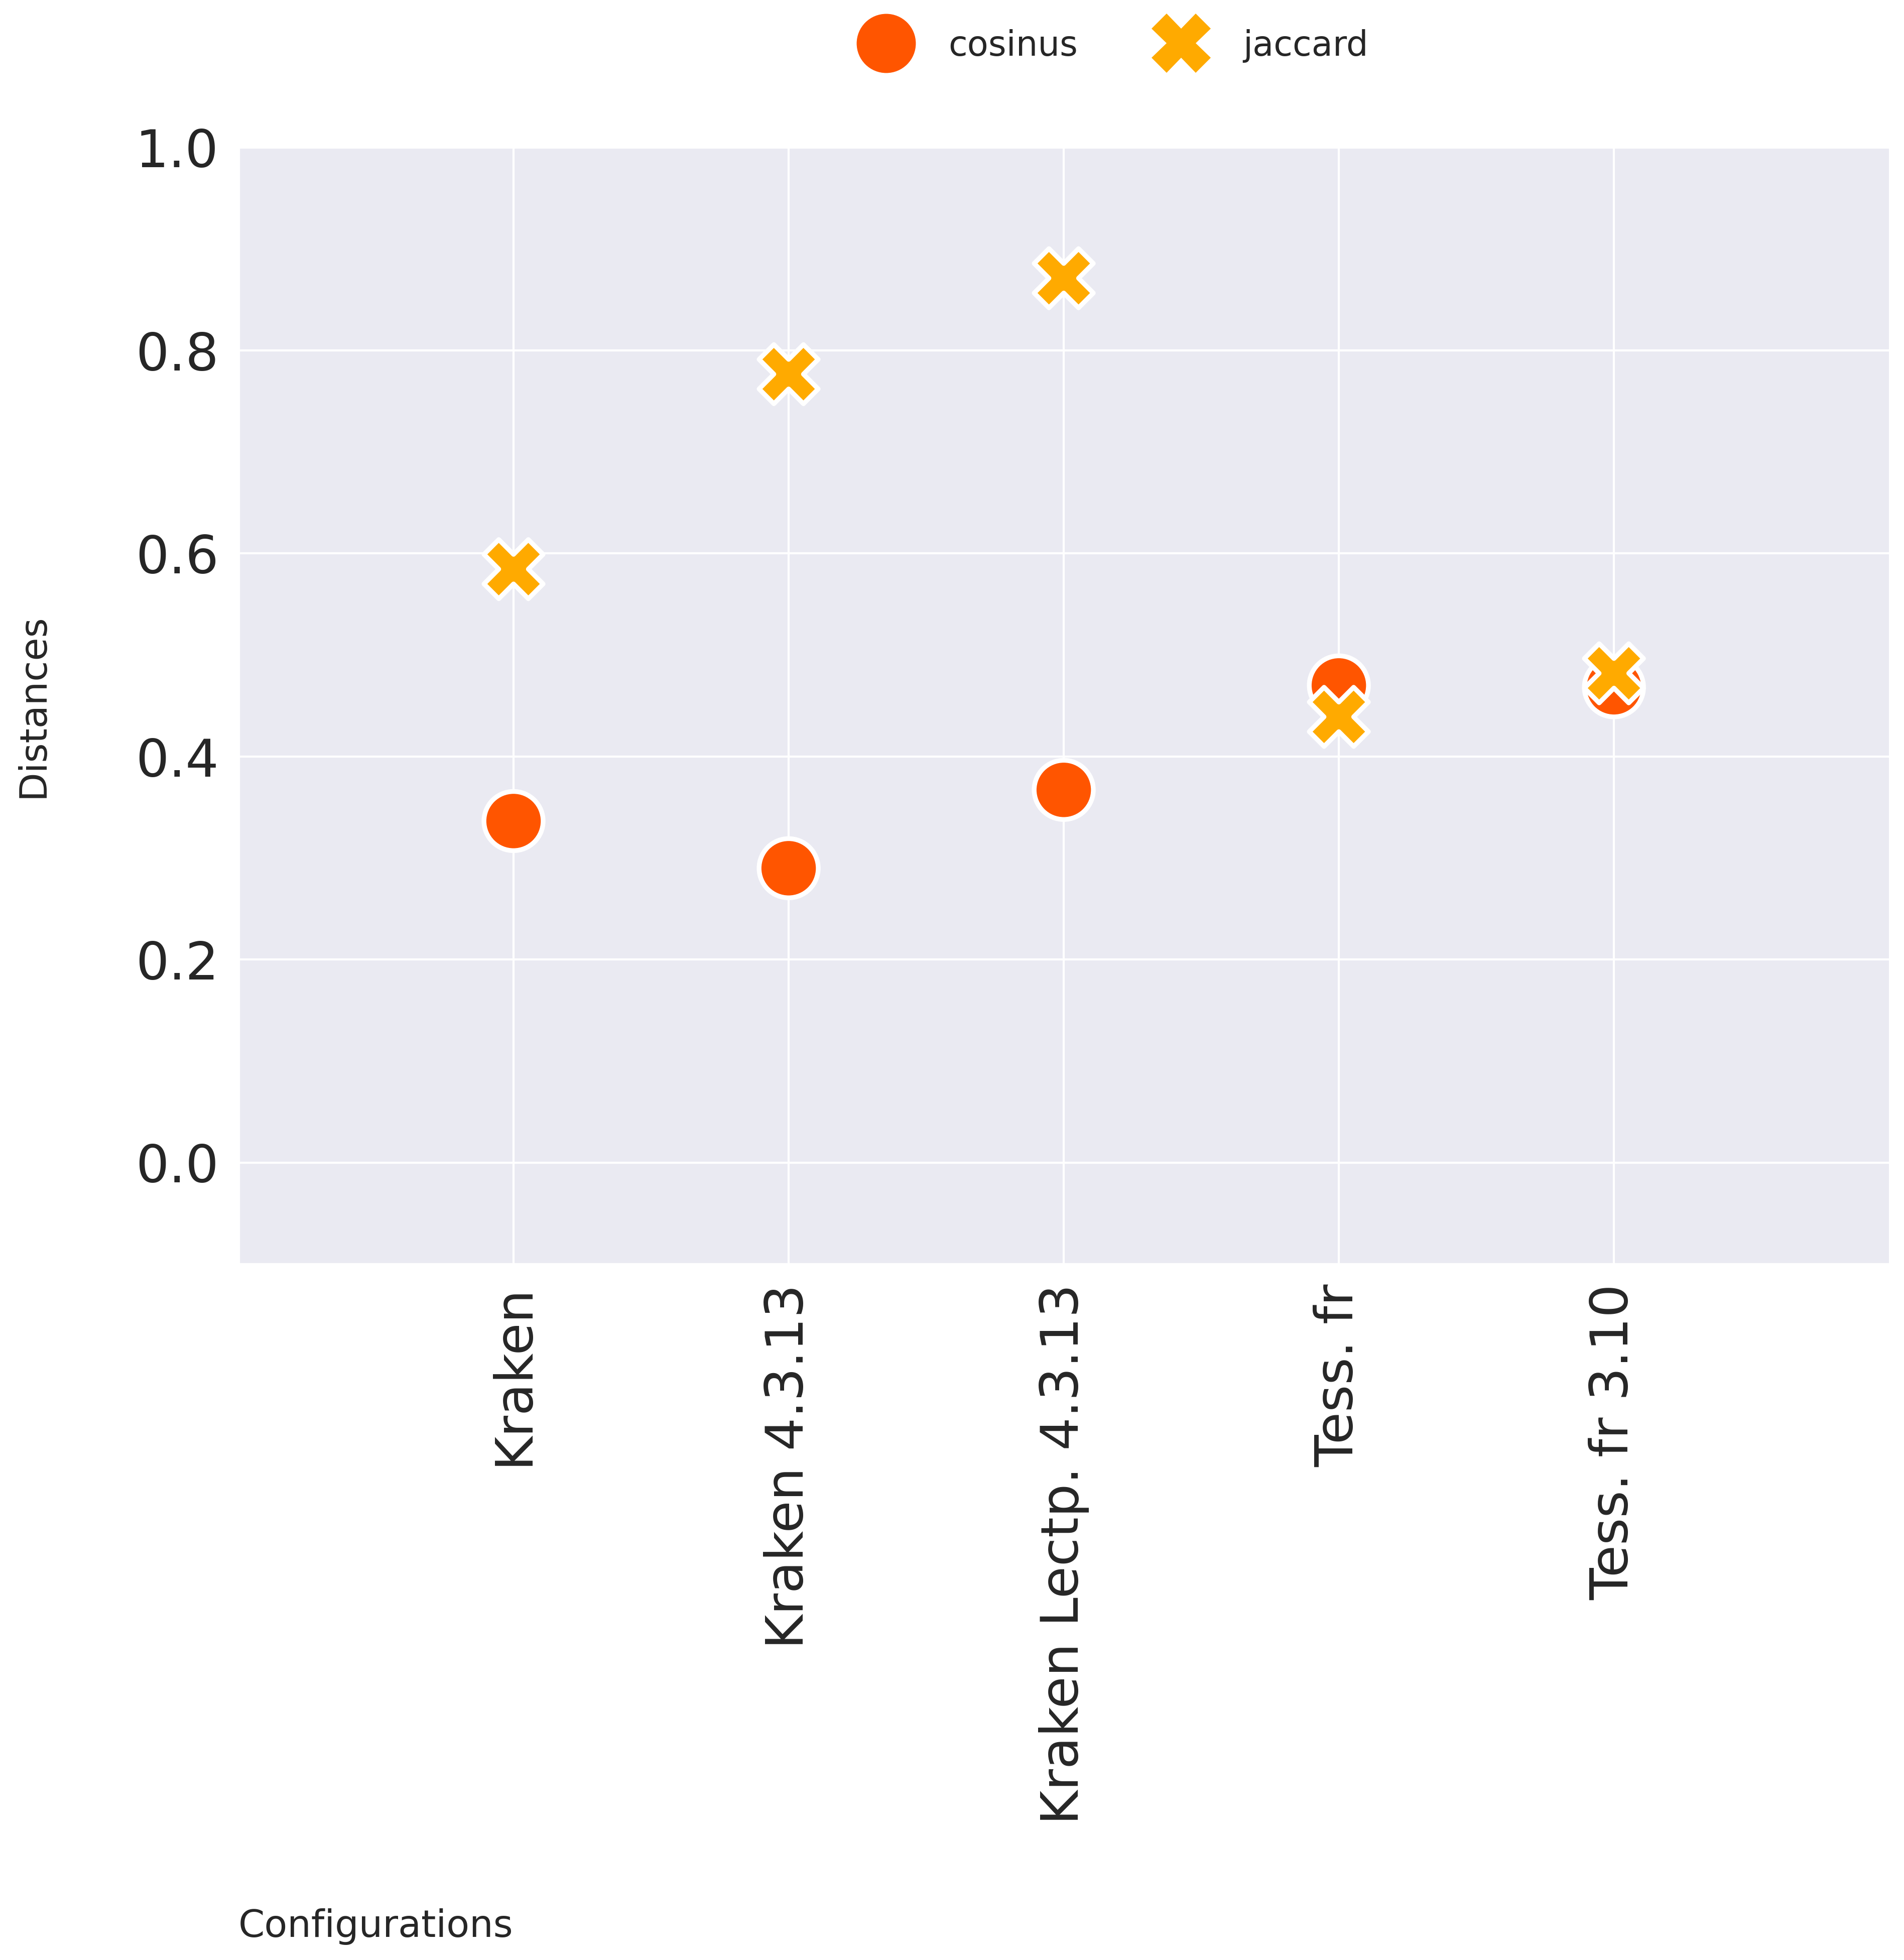 cosinus jaccard
1.0
0.8
0.6
0.4
0.2
0.0
Distances
Kraken
Kraken 4.3.13
Kraken Lectp. 4.3.13
Tess. fr
Tess. fr 3.10
Configurations